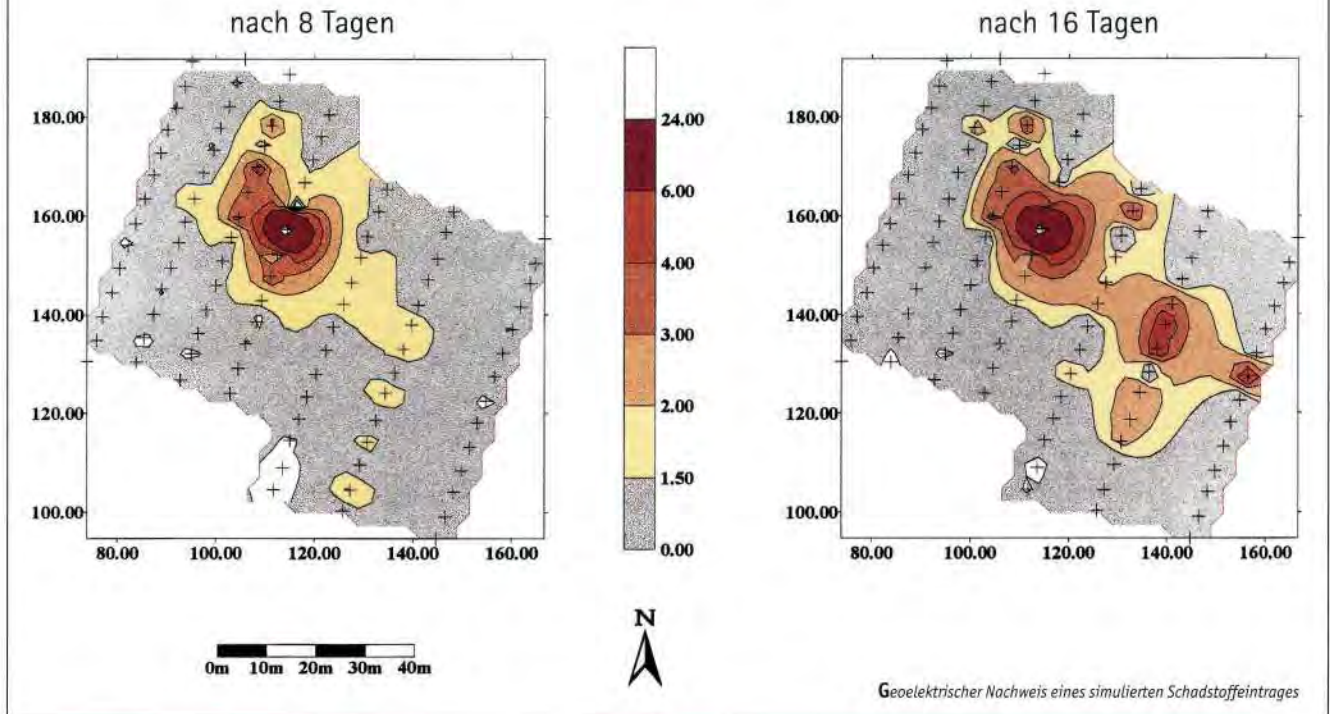 nach 8 Tagen
nach 16 Tagen
180.00
160.00
140.00
120.00
100.00
80.00 100.00 120.00 140.00 160.00
24.00
6.00
4.00
3.00
2.00
1.50
0.00
180.00
160.00
140.00
120.00
100.00
80.00 100.00 120.00 140.00 160.00
0m 10m 20m 30m 40m
N
Geoelektrischer Nachweis eines simulierten Schadstoffeintrages